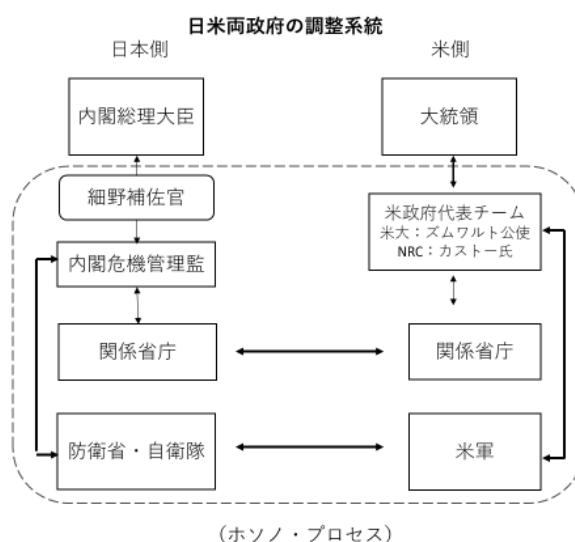 日米両政府の調整系統
日本側
米側
内閣総理大臣
大統領
細野補佐官
米政府代表チーム
米大：ズムワルト公使
NRC：カストー氏
内閣危機管理監
関係省庁
関係省庁
防衛省・自衛隊
米軍
（ホソノ・プロセス）